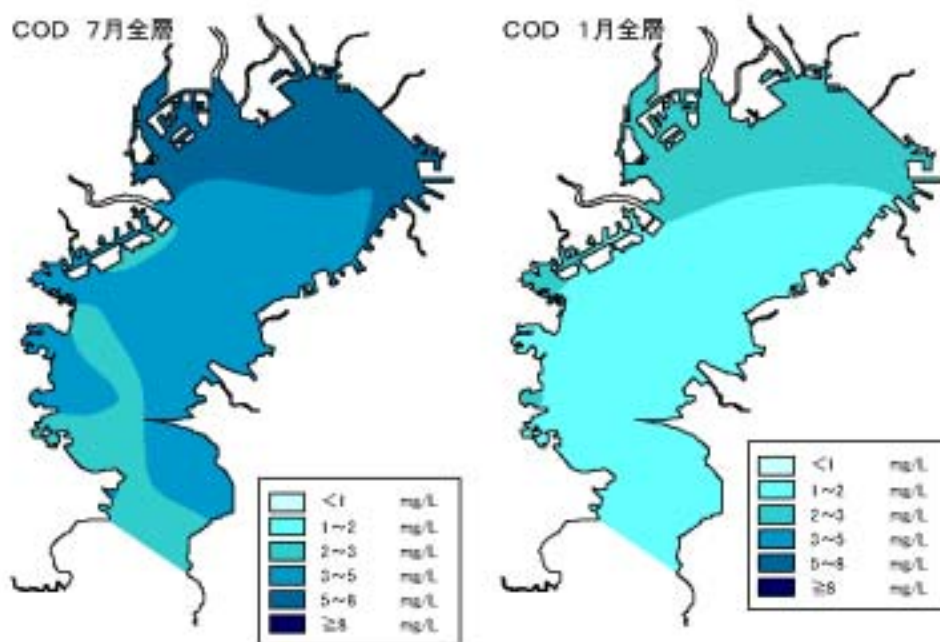 COD 7月全層
COD 1月全層
<1 mg/L
1～2 mg/L
2～3 mg/L
3～5 mg/L
5～8 mg/L
≧8 mg/L
<1 mg/L
1～2 mg/L
2～3 mg/L
3～5 mg/L
5～8 mg/L
≧8 mg/L